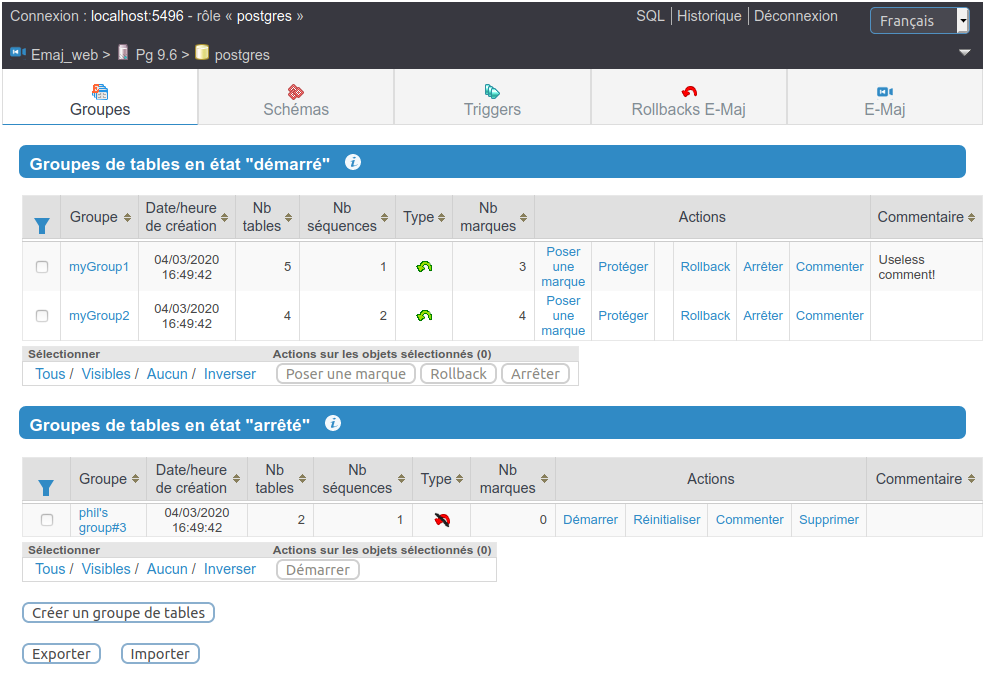 Connexion : localhost:5496 - rôle « postgres »
SQL | Historique | Déconnexion
Français
Emaj_web > Pg 9.6 > postgres
Groupes
Schémas
Triggers
Rollbacks E-Maj
E-Maj
Groupes de tables en état "démarré" i
Groupe Date/heure de création Nb tables Nb séquences Type Nb marques Actions Commentaire
myGroup1 04/03/2020 16:49:42 5 1 3 Poser une marque Protéger Rollback Arrêter Commenter Useless comment!
myGroup2 04/03/2020 16:49:42 4 2 4 Poser une marque Protéger Rollback Arrêter Commenter
Sélectionner Actions sur les objets sélectionnés (0)
Tous / Visibles / Aucun / Inverser Poser une marque Rollback Arrêter
Groupes de tables en état "arrêté" i
Groupe Date/heure de création Nb tables Nb séquences Type Nb marques Actions Commentaire
phil's group#3 04/03/2020 16:49:42 2 1 0 Démarrer Réinitialiser Commenter Supprimer
Sélectionner Actions sur les objets sélectionnés (0)
Tous / Visibles / Aucun / Inverser Démarrer
Créer un groupe de tables
Exporter Importer